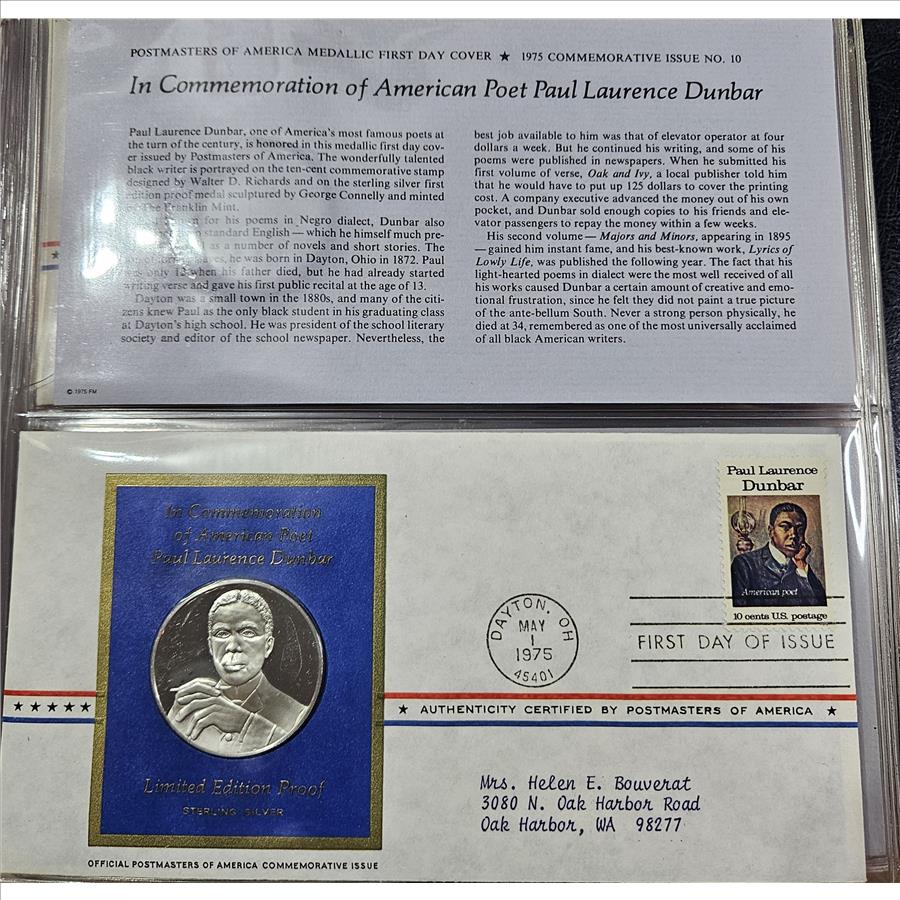 POSTMASTERS OF AMERICA MEDALLIC FIRST DAY COVER ★ 1975 COMMEMORATIVE ISSUE NO. 10
In Commemoration of American Poet Paul Laurence Dunbar
Paul Laurence Dunbar, one of America's most famous poets at
the turn of the century, is honored in this medallic first day cov-
er issued by Postmasters of America. The wonderfully talented
black writer is portrayed on the ten-cent commemorative stamp
designed by Walter D. Richards and on the sterling silver first
edition proof medal sculptured by George Connelly and minted
by The Franklin Mint.
for his poems in Negro dialect, Dunbar also
standard English — which he himself much pre-
as a number of novels and short stories. The
he was born in Dayton, Ohio in 1872. Paul
was only 12 when his father died, but he had already started
writing verse and gave his first public recital at the age of 13.
Dayton was a small town in the 1880s, and many of the citi-
zens knew Paul as the only black student in his graduating class
at Dayton's high school. He was president of the school literary
society and editor of the school newspaper. Nevertheless, the
best job available to him was that of elevator operator at four
dollars a week. But he continued his writing, and some of his
poems were published in newspapers. When he submitted his
first volume of verse, Oak and Ivy, a local publisher told him
that he would have to put up 125 dollars to cover the printing
cost. A company executive advanced the money out of his own
pocket, and Dunbar sold enough copies to his friends and ele-
vator passengers to repay the money within a few weeks.
His second volume — Majors and Minors, appearing in 1895
— gained him instant fame, and his best-known work, Lyrics of
Lowly Life, was published the following year. The fact that his
light-hearted poems in dialect were the most well received of all
his works caused Dunbar a certain amount of creative and emo-
tional frustration, since he felt they did not paint a true picture
of the ante-bellum South. Never a strong person physically, he
died at 34, remembered as one of the most universally acclaimed
of all black American writers.
© 1975 FM
In Commemoration
of American Poet
Paul Laurence Dunbar
Limited Edition Proof
STERLING SILVER
OFFICIAL POSTMASTERS OF AMERICA COMMEMORATIVE ISSUE
Paul Laurence
Dunbar
American poet
10 cents U.S. postage
DAYTON, OH
MAY
1
1975
45401
FIRST DAY OF ISSUE
★ AUTHENTICITY CERTIFIED BY POSTMASTERS OF AMERICA ★
Mrs. Helen E. Bouverat
3080 N. Oak Harbor Road
Oak Harbor, WA 98277